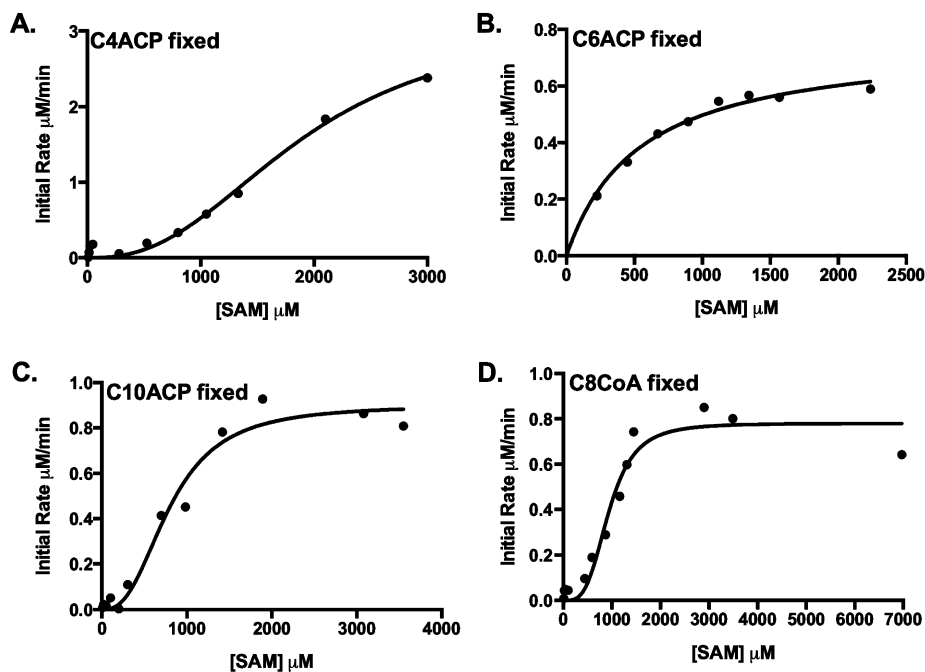 A.
C4ACP fixed
3
2
1
0
Initial Rate μM/min
0
1000
2000
3000
[SAM] μM
B.
C6ACP fixed
0.8
0.6
0.4
0.2
0.0
Initial Rate μM/min
0
500
1000
1500
2000
2500
[SAM] μM
C.
C10ACP fixed
1.0
0.8
0.6
0.4
0.2
0.0
Initial Rate μM/min
0
1000
2000
3000
4000
[SAM] μM
D.
C8CoA fixed
1.0
0.8
0.6
0.4
0.2
0.0
Initial Rate μM/min
0
1000
2000
3000
4000
5000
6000
7000
[SAM] μM